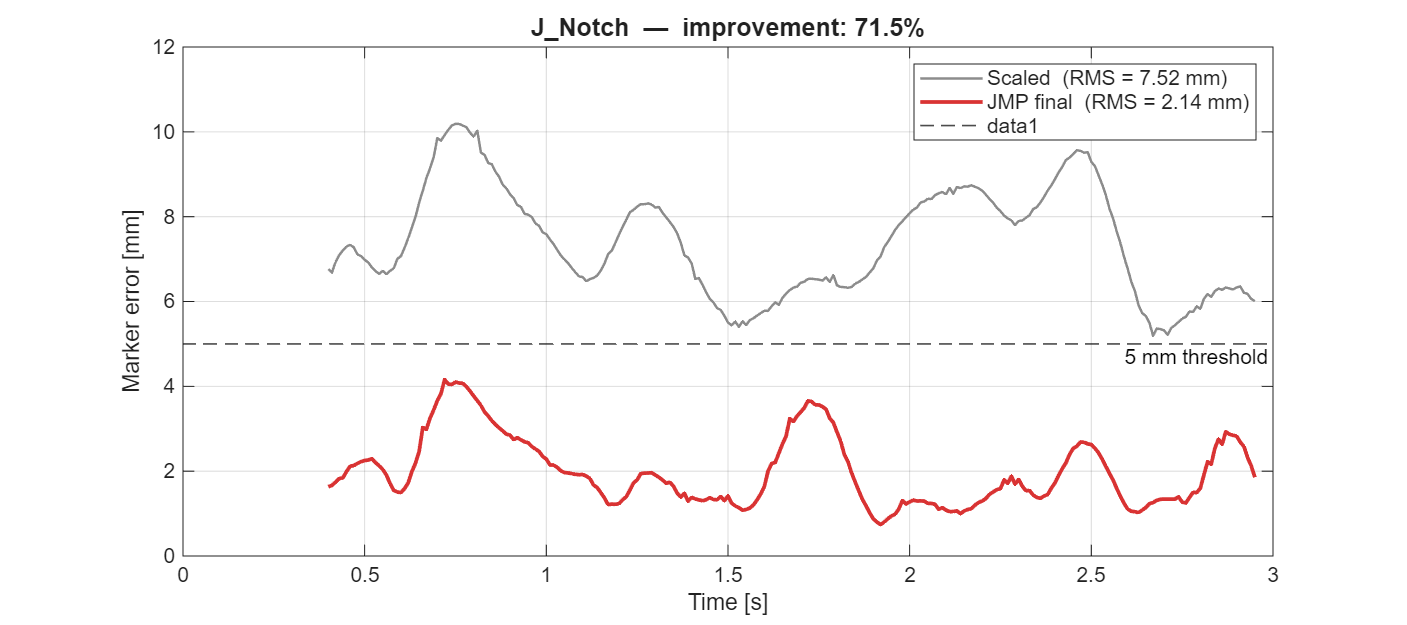 J_Notch — improvement: 71.5%
Scaled (RMS = 7.52 mm)
JMP final (RMS = 2.14 mm)
data1
5 mm threshold
Marker error [mm]
12
10
8
6
4
2
0
0 0.5 1 1.5 2 2.5 3
Time [s]